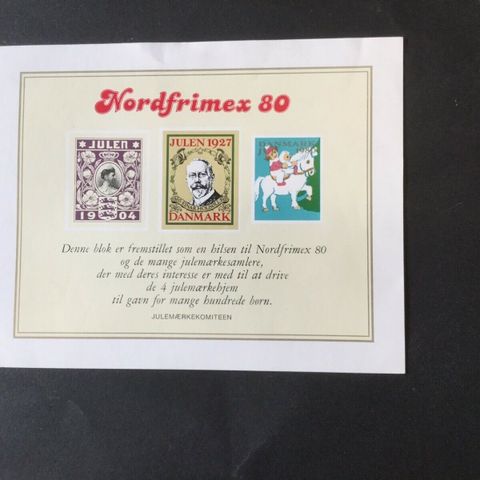 Nordfrimex 80
JULEN
1904
JULEN 1927
DANMARK
DANMARK
Denne blok er fremstillet som en hilsen til Nordfrimex 80
og de mange julemærkesamlere,
der med deres interesse er med til at drive
de 4 julemærkehjem
til gavn for mange hundrede børn.
JULEMÆRKEKOMITEEN